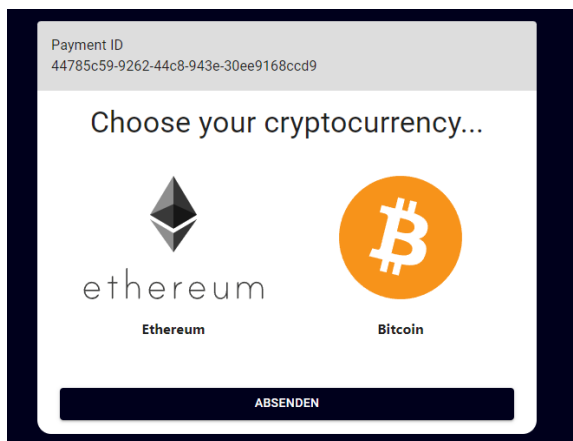 Payment ID
44785c59-9262-44c8-943e-30ee9168ccd9
Choose your cryptocurrency...
ethereum
Ethereum
Bitcoin
ABSENDEN